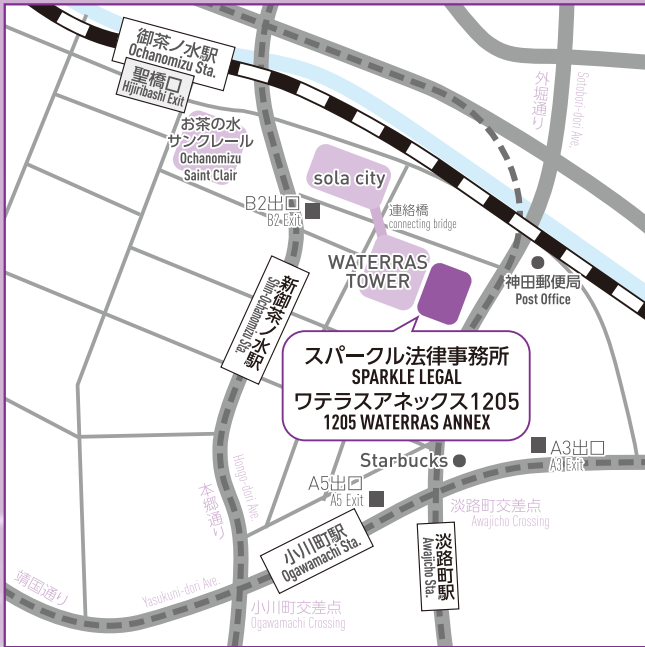 御茶ノ水駅
Ochanomizu Sta.
聖橋口
Hijiribashi Exit
お茶の水
サンクレール
Ochanomizu
Saint Clair
外堀通り
Sotobori-dori Ave.
sola city
B2出口
B2 Exit
連絡橋
connecting bridge
WATERRAS
TOWER
神田郵便局
Post Office
新御茶ノ水駅
Shin-Ochanomizu Sta.
スパークル法律事務所
SPARKLE LEGAL
ワテラスアネックス1205
1205 WATERRAS ANNEX
A3出口
A3 Exit
Starbucks
A5出口
A5 Exit
本郷通り
Hongo-dori Ave.
淡路町交差点
Awajicho Crossing
小川町駅
Ogawamachi Sta.
淡路町駅
Awajicho Sta.
靖国通り
Yasukuni-dori Ave.
小川町交差点
Ogawamachi Crossing